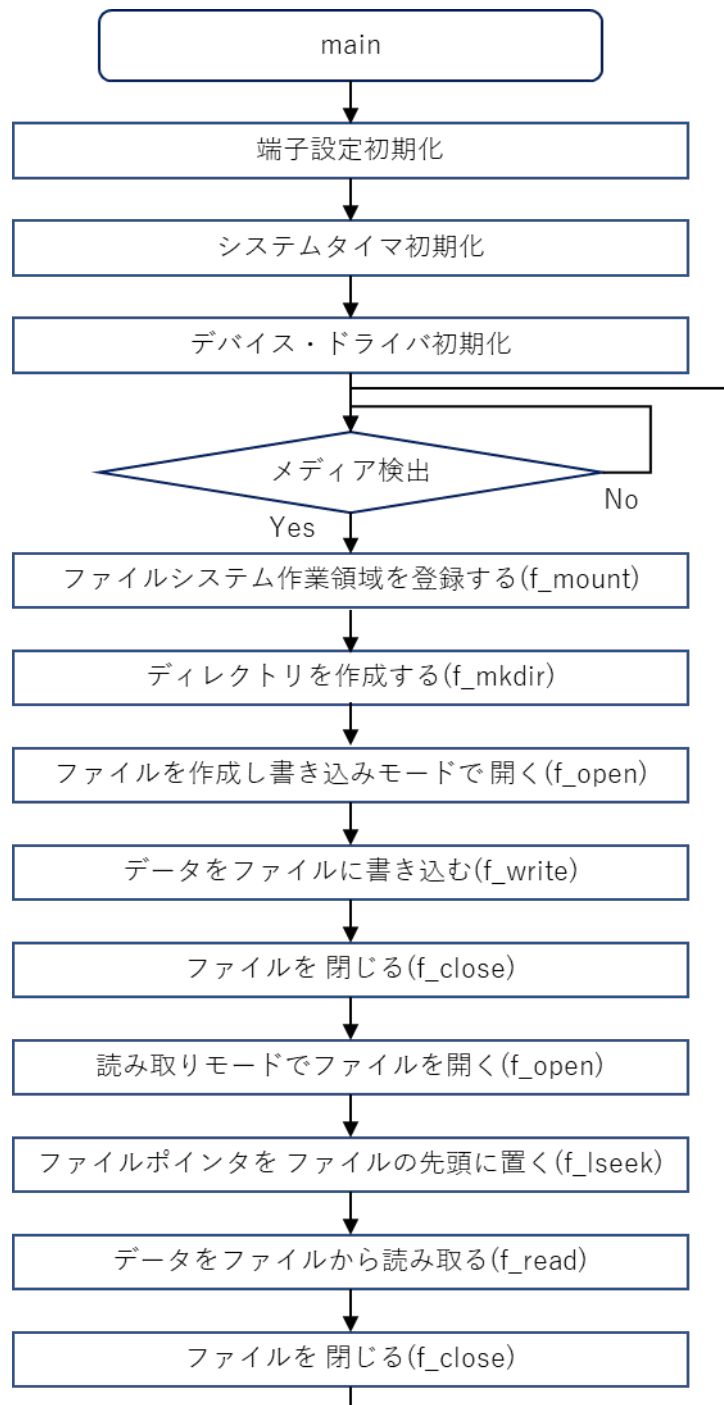 main
端子設定初期化
システムタイマ初期化
デバイス・ドライバ初期化
メディア検出
No
Yes
ファイルシステム作業領域を登録する(f_mount)
ディレクトリを作成する(f_mkdir)
ファイルを作成し書き込みモードで 開く(f_open)
データをファイルに書き込む(f_write)
ファイルを 閉じる(f_close)
読み取りモードでファイルを開く(f_open)
ファイルポインタを ファイルの先頭に置く(f_lseek)
データをファイルから読み取る(f_read)
ファイルを 閉じる(f_close)